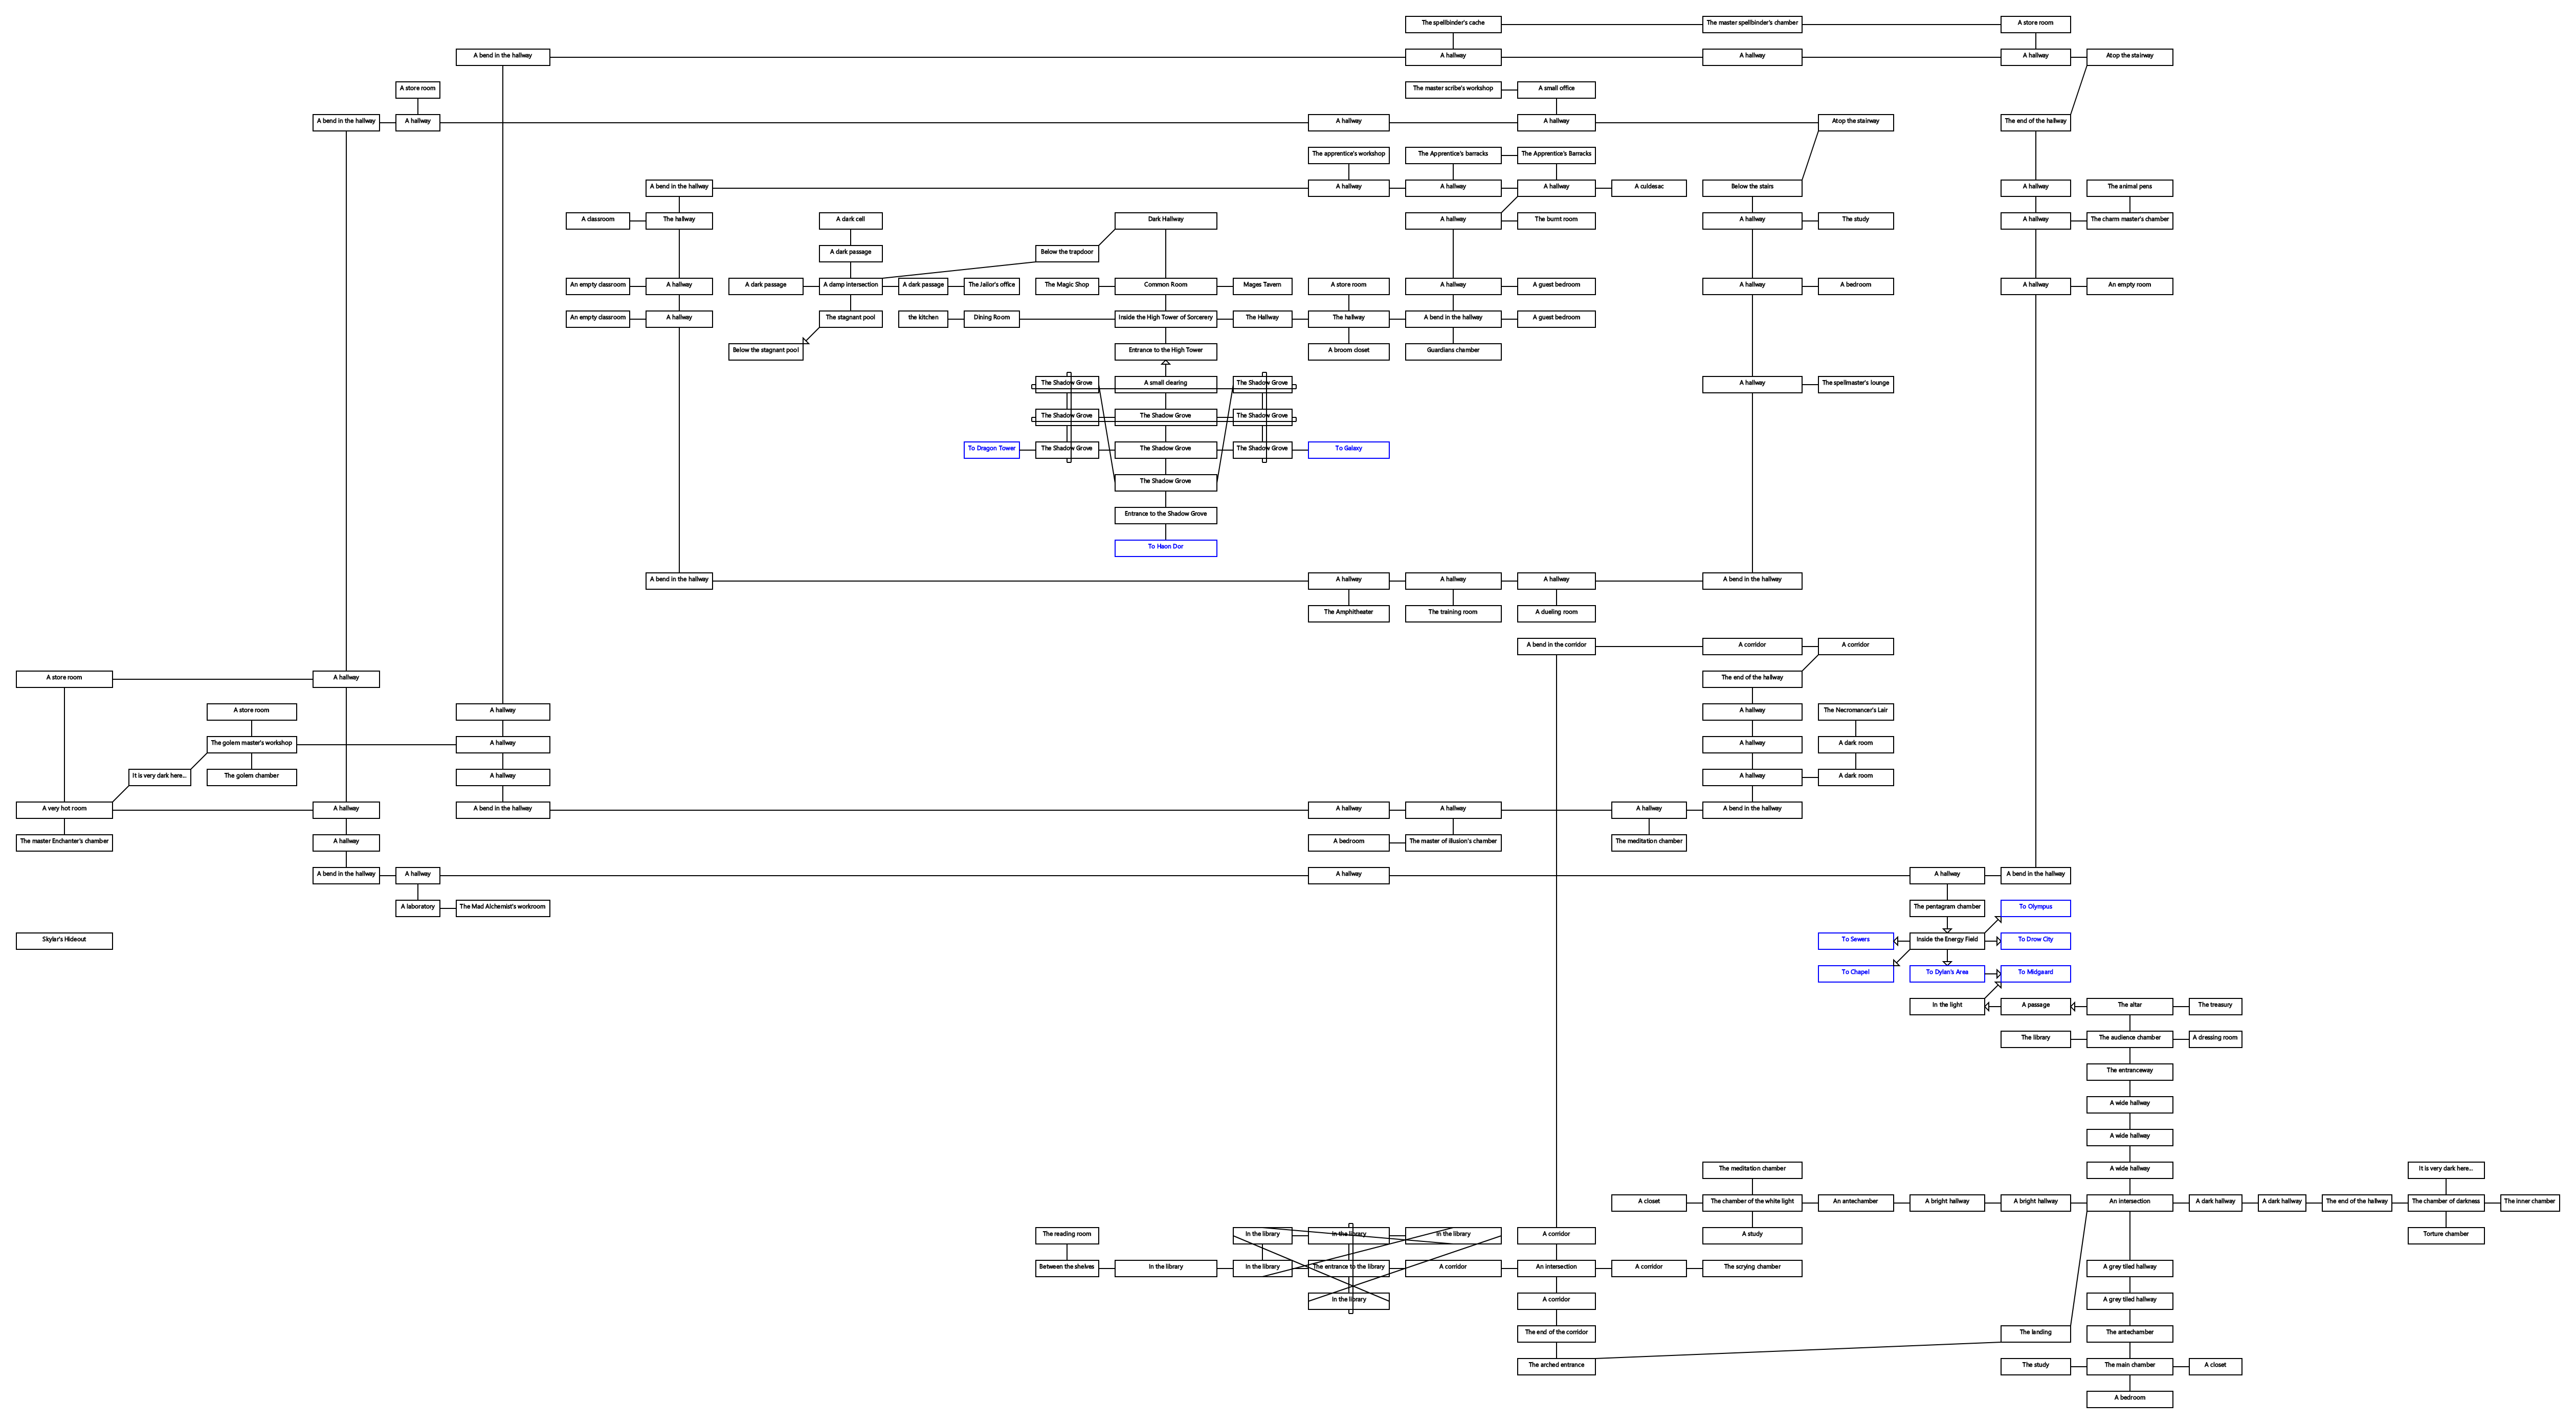 The spellbinder's cache
The master spellbinder's chamber
A store room
A bend in the hallway
A hallway
A hallway
A hallway
Atop the stairway
A store room
The master scribe's workshop
A small office
A bend in the hallway
A hallway
A hallway
A hallway
Atop the stairway
The end of the hallway
The apprentice's workshop
The Apprentice's barracks
The Apprentice's Barracks
A bend in the hallway
A hallway
A hallway
A hallway
A culdesac
Below the stairs
A hallway
The animal pens
A classroom
The hallway
A dark cell
Dark Hallway
A hallway
The burnt room
A hallway
The study
A hallway
The charm master's chamber
A dark passage
Below the trapdoor
An empty classroom
A hallway
A dark passage
A damp intersection
A dark passage
The Jailor's office
The Magic Shop
Common Room
Mages Tavern
A store room
A hallway
A guest bedroom
A hallway
A bedroom
A hallway
An empty room
An empty classroom
A hallway
The stagnant pool
the kitchen
Dining Room
Inside the High Tower of Sorcery
The Hallway
The hallway
A bend in the hallway
A guest bedroom
Below the stagnant pool
Entrance to the High Tower
A broom closet
Guardians chamber
The Shadow Grove
A small clearing
The Shadow Grove
A hallway
The spellmaster's lounge
The Shadow Grove
The Shadow Grove
The Shadow Grove
To Dragon Tower
The Shadow Grove
The Shadow Grove
The Shadow Grove
To Galaxy
The Shadow Grove
Entrance to the Shadow Grove
To Haon Dor
A bend in the hallway
A hallway
A hallway
A hallway
A bend in the hallway
The Amphitheater
The training room
A dueling room
A bend in the corridor
A corridor
A corridor
A store room
A hallway
The end of the hallway
A store room
A hallway
A hallway
The Necromancer's Lair
The golem master's workshop
A hallway
A hallway
A dark room
It is very dark here...
The golem chamber
A hallway
A hallway
A dark room
A very hot room
A hallway
A bend in the hallway
A hallway
A hallway
A hallway
A bend in the hallway
The master Enchanter's chamber
A hallway
A bedroom
The master of illusion's chamber
The meditation chamber
A bend in the hallway
A hallway
A hallway
A hallway
A bend in the hallway
A laboratory
The Mad Alchemist's workroom
The pentagram chamber
To Olympus
Skylar's Hideout
To Sewers
Inside the Energy Field
To Drow City
To Chapel
To Dylan's Area
To Midgaard
In the light
A passage
The altar
The treasury
The library
The audience chamber
A dressing room
The entranceway
A wide hallway
A wide hallway
The meditation chamber
A wide hallway
It is very dark here...
A closet
The chamber of the white light
An antechamber
A bright hallway
A bright hallway
An intersection
A dark hallway
A dark hallway
The end of the hallway
The chamber of darkness
The inner chamber
The reading room
In the library
In the library
In the library
A corridor
A study
Torture chamber
Between the shelves
In the library
In the library
The entrance to the library
A corridor
An intersection
A corridor
The scrying chamber
A grey tiled hallway
In the library
A corridor
A grey tiled hallway
The end of the corridor
The landing
The antechamber
The arched entrance
The study
The main chamber
A closet
A bedroom